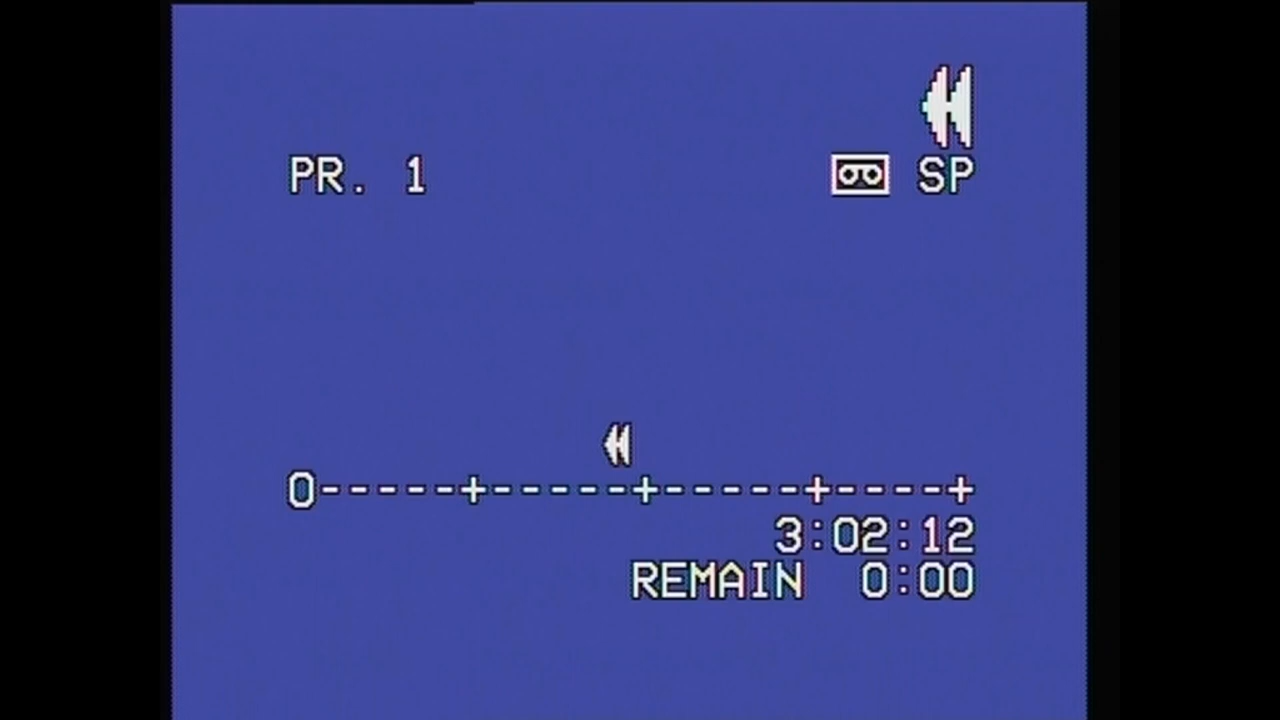 PR. 1 SP
0-----+-----+-----+----+
3:02:12
REMAIN 0:00